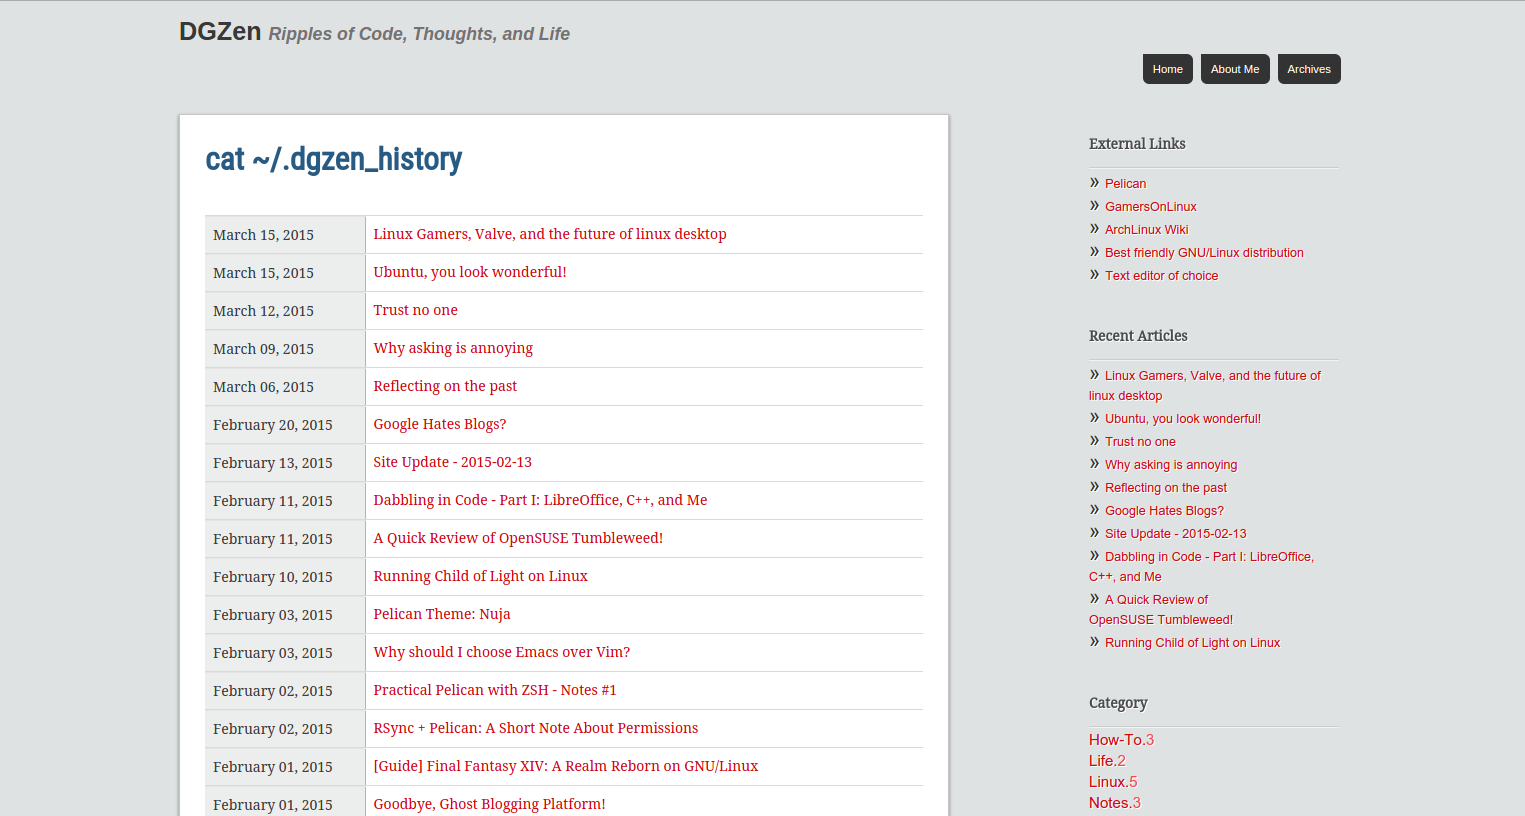 DGZen Ripples of Code, Thoughts, and Life
Home About Me Archives
cat ~/.dgzen_history
March 15, 2015 Linux Gamers, Valve, and the future of linux desktop
March 15, 2015 Ubuntu, you look wonderful!
March 12, 2015 Trust no one
March 09, 2015 Why asking is annoying
March 06, 2015 Reflecting on the past
February 20, 2015 Google Hates Blogs?
February 13, 2015 Site Update - 2015-02-13
February 11, 2015 Dabbling in Code - Part I: LibreOffice, C++, and Me
February 11, 2015 A Quick Review of OpenSUSE Tumbleweed!
February 10, 2015 Running Child of Light on Linux
February 03, 2015 Pelican Theme: Nuja
February 03, 2015 Why should I choose Emacs over Vim?
February 02, 2015 Practical Pelican with ZSH - Notes #1
February 02, 2015 RSync + Pelican: A Short Note About Permissions
February 01, 2015 [Guide] Final Fantasy XIV: A Realm Reborn on GNU/Linux
February 01, 2015 Goodbye, Ghost Blogging Platform!
External Links
» Pelican
» GamersOnLinux
» ArchLinux Wiki
» Best friendly GNU/Linux distribution
» Text editor of choice
Recent Articles
» Linux Gamers, Valve, and the future of
linux desktop
» Ubuntu, you look wonderful!
» Trust no one
» Why asking is annoying
» Reflecting on the past
» Google Hates Blogs?
» Site Update - 2015-02-13
» Dabbling in Code - Part I: LibreOffice,
C++, and Me
» A Quick Review of
OpenSUSE Tumbleweed!
» Running Child of Light on Linux
Category
How-To.3
Life.2
Linux.5
Notes.3